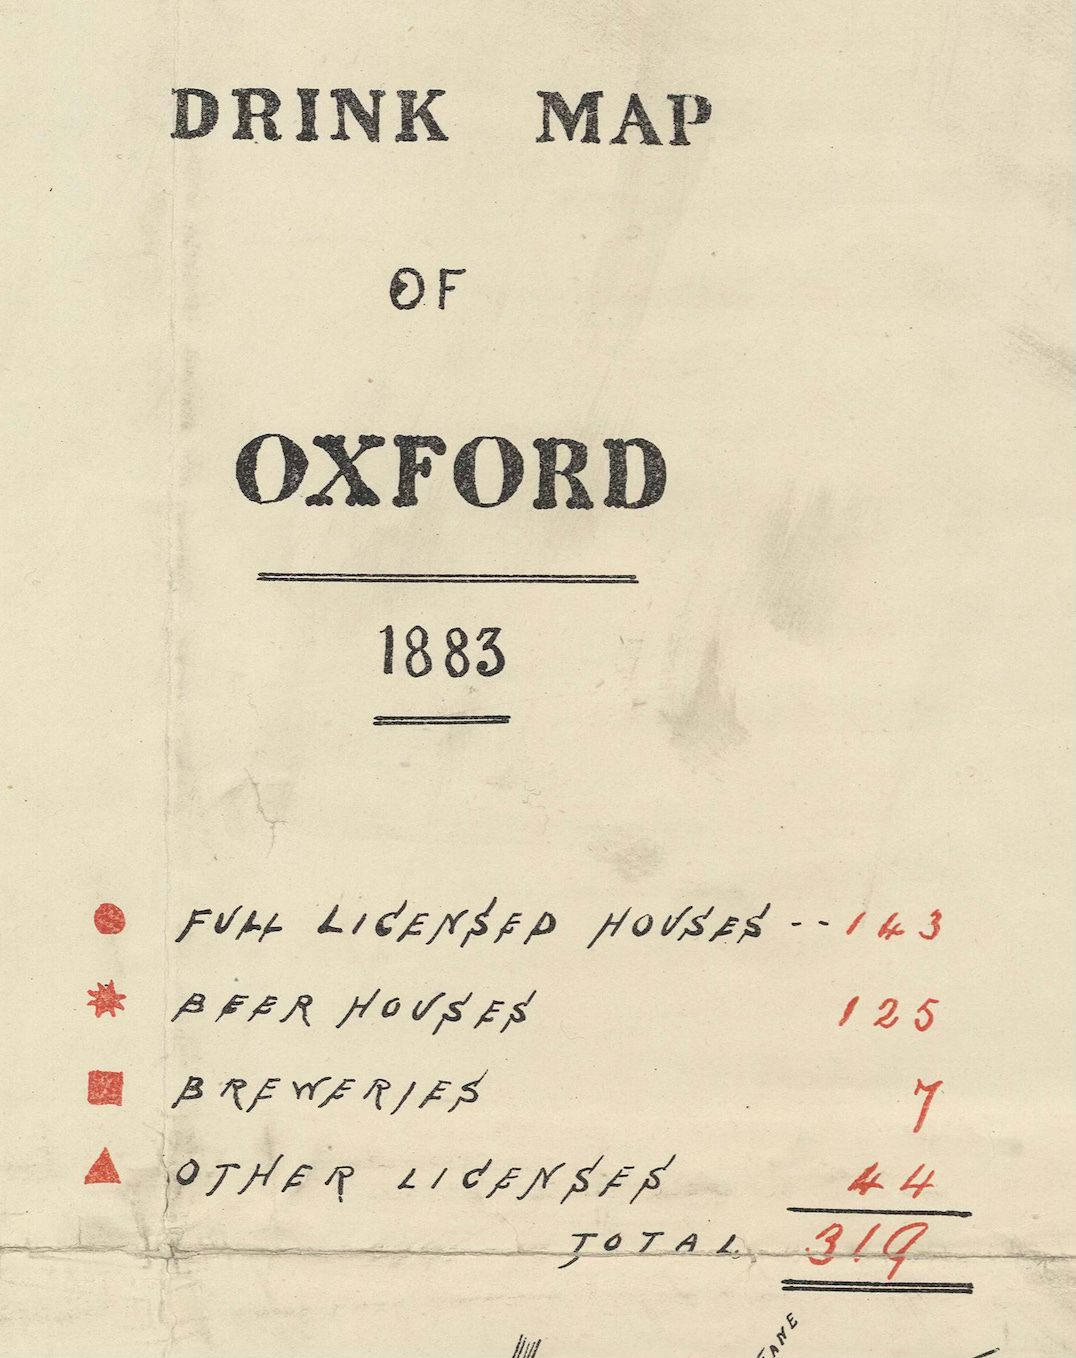 DRINK MAP
OF
OXFORD
1883
FULL LICENSED HOUSES -- 143
BEER HOUSES 125
BREWERIES 7
OTHER LICENSES 44
TOTAL 319